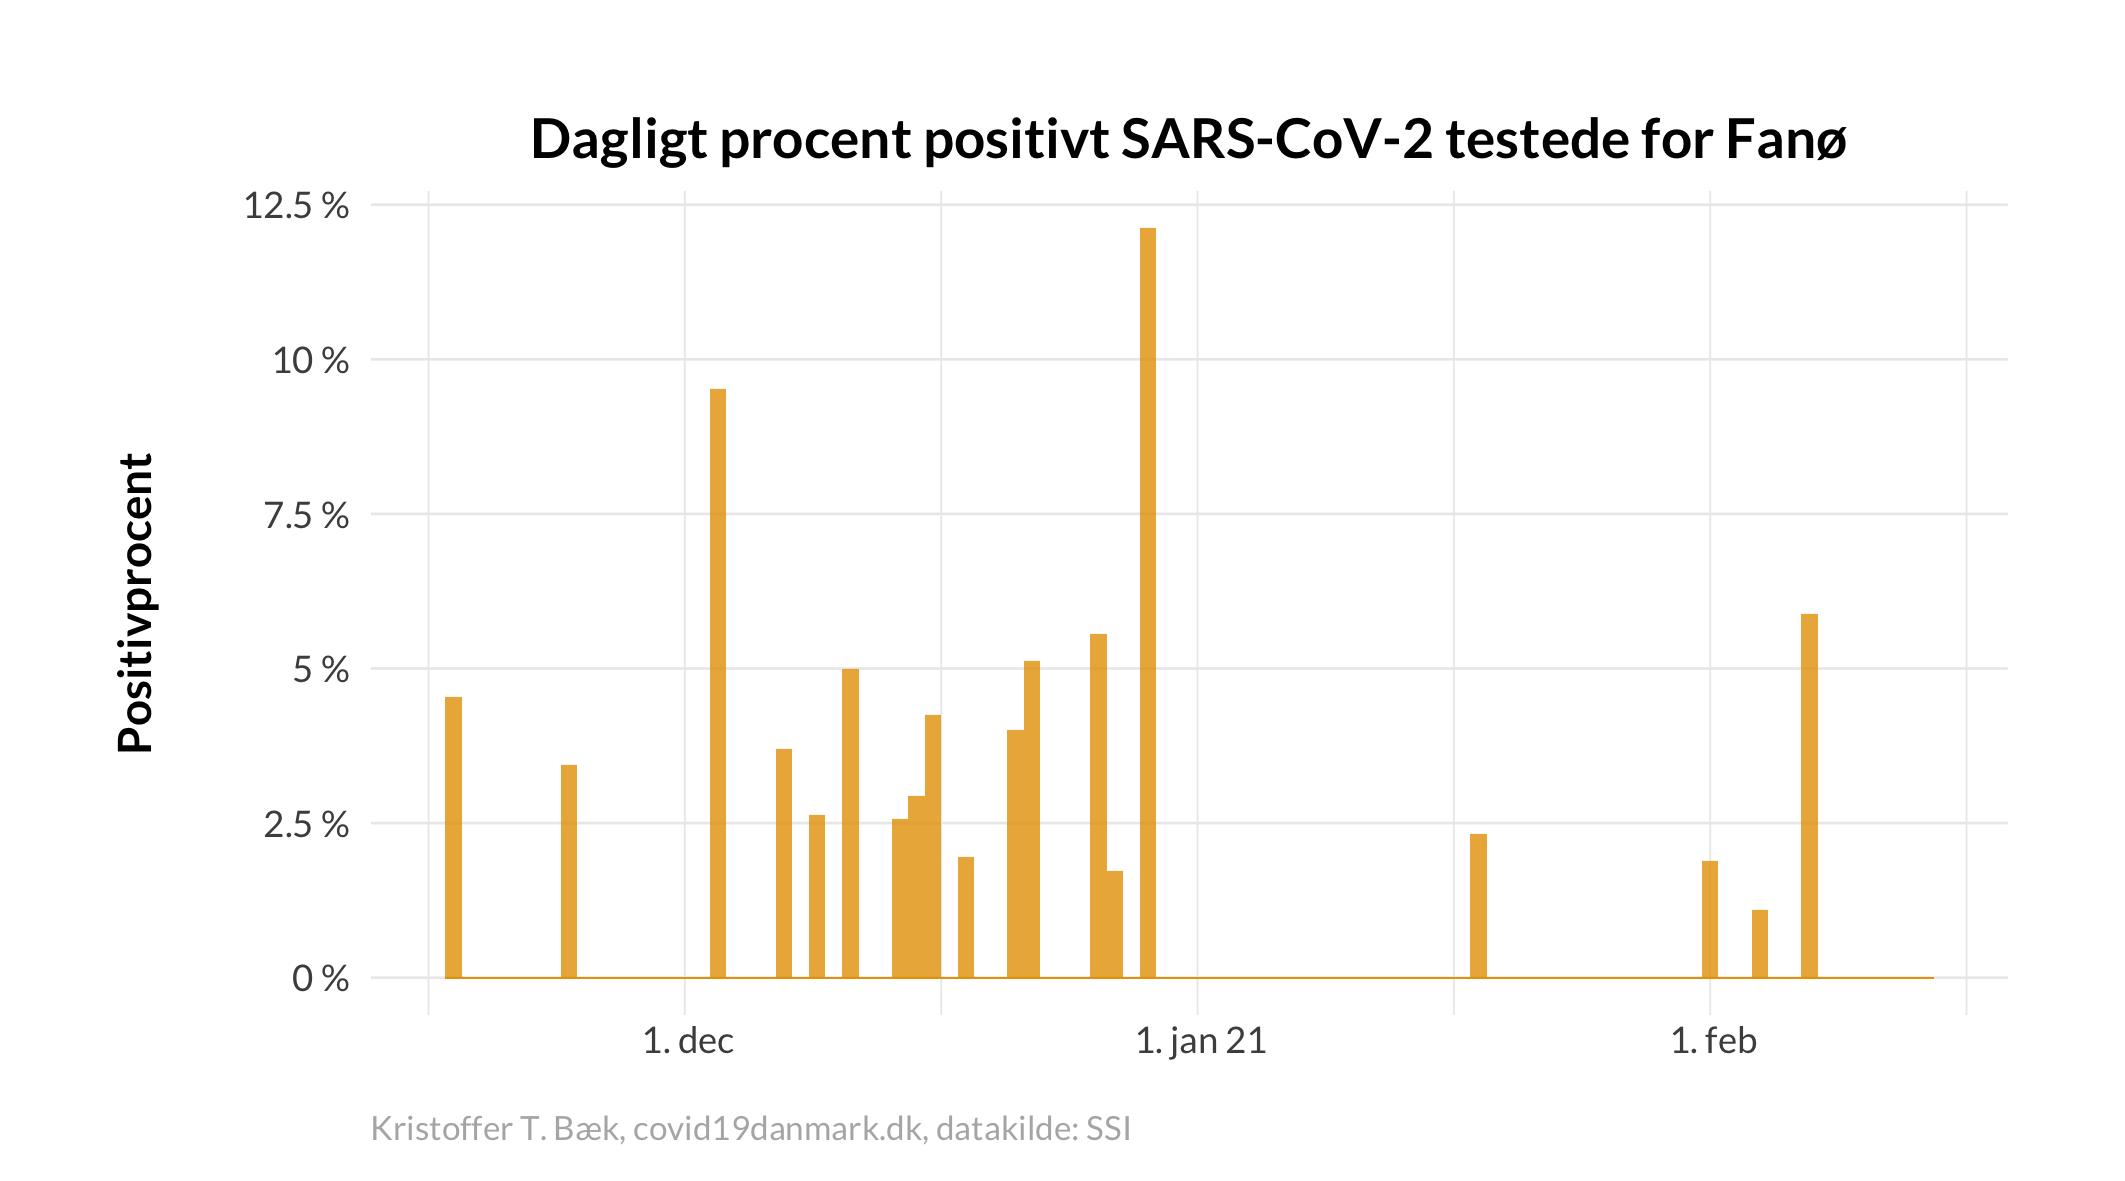 Dagligt procent positivt SARS-CoV-2 testede for Fanø
12.5 %
10 %
7.5 %
5 %
2.5 %
0 %
Positivprocent
1. dec
1. jan 21
1. feb
Kristoffer T. Bæk, covid19danmark.dk, datakilde: SSI